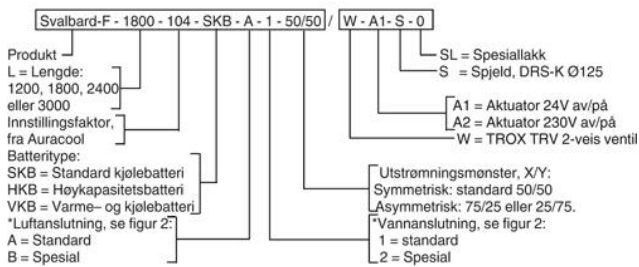 Svalbard-F - 1800 - 104 - SKB - A - 1 - 50/50 / W - A1- S - 0
Produkt
L = Lengde:
1200, 1800, 2400
eller 3000
Innstillingsfaktor,
fra Auracool
Batteritype:
SKB = Standard kjølebatteri
HKB = Høykapasitetsbatteri
VKB = Varme– og kjølebatteri
*Luftanslutning, se figur 2:
A = Standard
B = Spesial
SL = Spesiallakk
S = Spjeld, DRS-K Ø125
A1 = Aktuator 24V av/på
A2 = Aktuator 230V av/på
W = TROX TRV 2-veis ventil
Utstrømningsmønster, X/Y:
Symmetrisk: standard 50/50
Asymmetrisk: 75/25 eller 25/75.
*Vannanslutning, se figur 2:
1 = standard
2 = Spesial